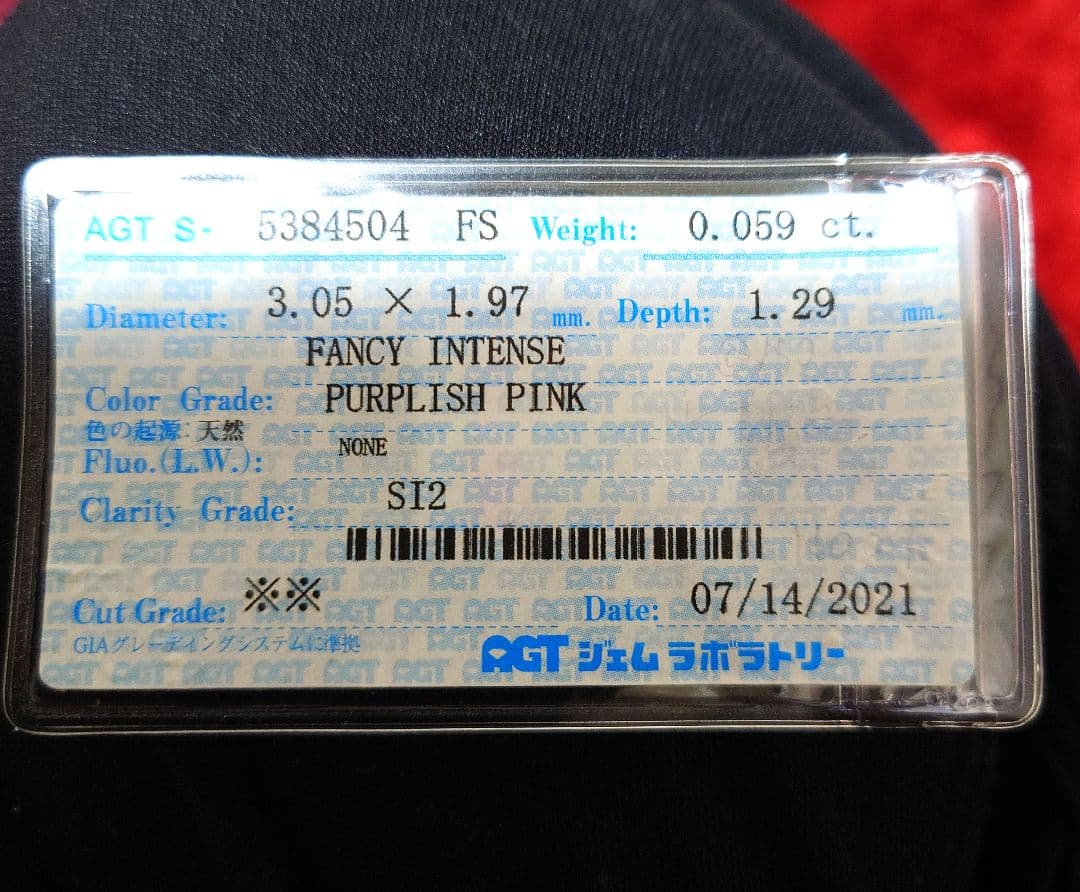 AGT S- 5384504 FS Weight: 0.059 ct.
Diameter: 3.05 × 1.97 mm. Depth: 1.29 mm.
FANCY INTENSE
Color Grade: PURPLISH PINK
色の起源: 天然
Fluo.(L.W.): NONE
Clarity Grade: SI2
Cut Grade: ※※ Date: 07/14/2021
GIAグレーディングシステムに準拠
AGT ジェムラボラトリー